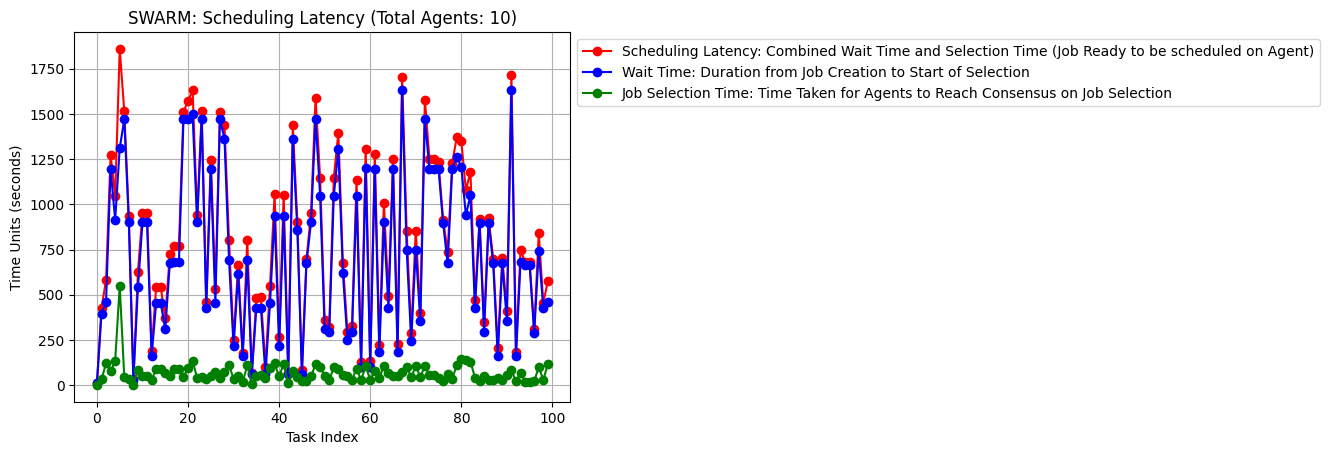 SWARM: Scheduling Latency (Total Agents: 10)
Scheduling Latency: Combined Wait Time and Selection Time (Job Ready to be scheduled on Agent)
Wait Time: Duration from Job Creation to Start of Selection
Job Selection Time: Time Taken for Agents to Reach Consensus on Job Selection
Time Units (seconds)
1750
1500
1250
1000
750
500
250
0
0 20 40 60 80 100
Task Index